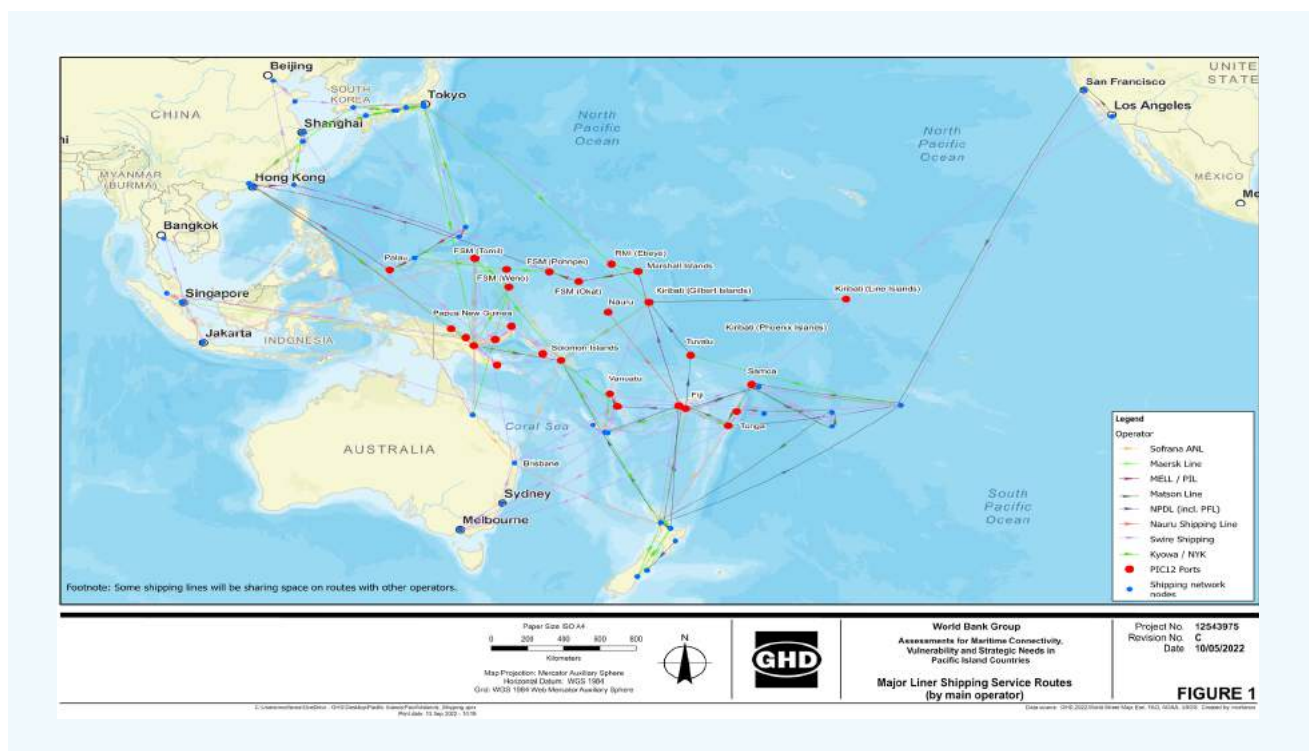 Beijing
UNITE
STATE
San Francisco
SOUTH
KOREA
Tokyo
Los Angeles
CHINA
North
Pacific
Ocean
Shanghai
North
Pacific
Ocean
hi
MYANMAR
(BURMA)
Hong Kong
MÉXICO
Bangkok
FSM (Tomil)
RMI (Ebeye)
Palau
FSM (Pohnpei)
Marshall Islands
FSM (Weno)
FSM (Okat)
Kiribati (Gilbert Islands)
Kiribati (Line Islands)
Singapore
Nauru
Papua New Guinea
Kiribati (Phoenix Islands)
Jakarta
INDONESIA
Tuvalu
Solomon Islands
Samoa
Vanuatu
Fiji
Tonga
Coral Sea
AUSTRALIA
Brisbane
Sydney
Melbourne
South
Pacific
Ocean
Legend
Operator
Sofrana ANL
Maersk Line
MELL / PIL
Matson Line
NPDL (incl. PFL)
Nauru Shipping Line
Swire Shipping
Kyowa / NYK
PIC12 Ports
Shipping network
nodes
Footnote: Some shipping lines will be sharing space on routes with other operators.
Paper Size ISO A4
0 200 400 600 800
Kilometers
Map Projection: Mercator Auxiliary Sphere
Horizontal Datum: WGS 1984
Grid: WGS 1984 Web Mercator Auxiliary Sphere
N
GHD
World Bank Group
Assessments for Maritime Connectivity,
Vulnerability and Strategic Needs in
Pacific Island Countries
Major Liner Shipping Service Routes
(by main operator)
Project No. 12543975
Revision No. C
Date 10/05/2022
FIGURE 1